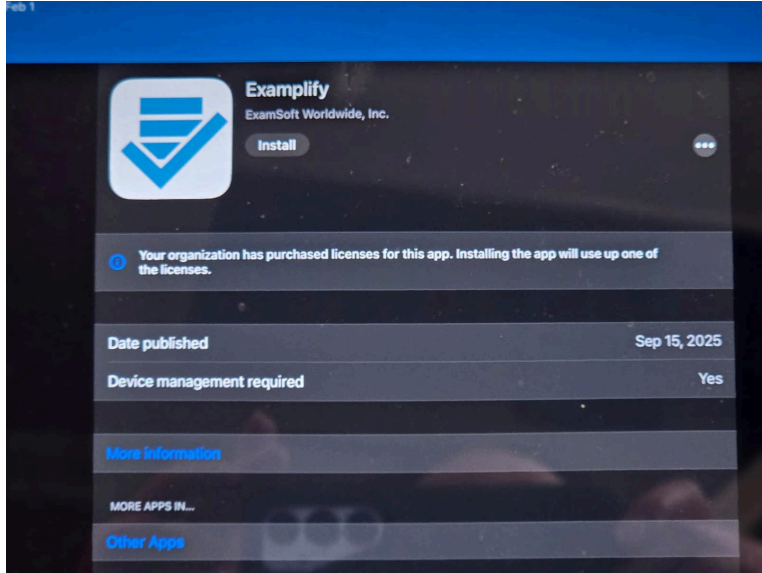 Feb 1
Examplify
ExamSoft Worldwide, Inc.
Install
Your organization has purchased licenses for this app. Installing the app will use up one of
the licenses.
Date published Sep 15, 2025
Device management required Yes
More information
MORE APPS IN...
Other Apps